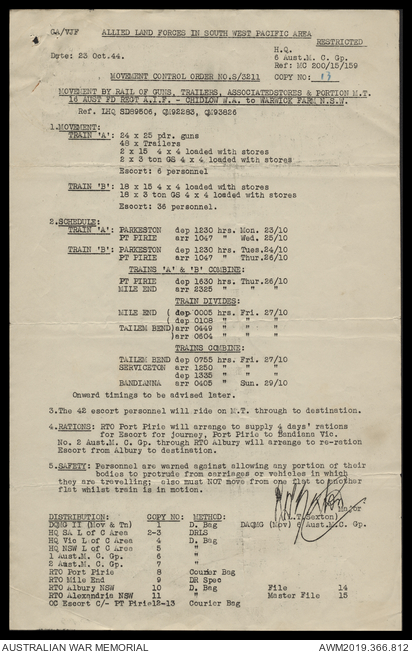 GA/VJF ALLIED LAND FORCES IN SOUTH WEST PACIFIC AREA
RESTRICTED
H.Q.
Date: 23 Oct.44. 6 Aust.M.C. Gp.
Ref: MC 200/15/159
MOVEMENT CONTROL ORDER NO.S/3211 COPY NO: 13
MOVEMENT BY RAIL OF GUNS, TRAILERS, ASSOCIATEDSTORES & PORTION M.T.
16 AUST FD REGT A.I.F. - CHIDLOW W.A. to WARWICK FARM N.S.W.
Ref. LHQ SD89506, QM92283, QM93826
1.MOVEMENT:
TRAIN 'A': 24 x 25 pdr. guns
48 x Trailers
2 x 15 4 x 4 loaded with stores
2 x 3 ton GS 4 x 4 loaded with stores
Escort: 6 personnel
TRAIN 'B': 18 x 15 4 x 4 loaded with stores
18 x 3 ton GS 4 x 4 loaded with stores
Escort: 36 personnel.
2.SCHEDULE:
TRAIN 'A': PARKESTON dep 1230 hrs. Mon. 23/10
PT PIRIE arr 1047 " Wed. 25/10
TRAIN 'B': PARKESTON dep 1230 hrs. Tues.24/10
PT PIRIE arr 1047 " Thur.26/10
TRAINS 'A' & 'B' COMBINE:
PT PIRIE dep 1630 hrs. Thur.26/10
MILE END arr 2325 " " "
TRAIN DIVIDES:
MILE END ( dep 0005 hrs. Fri. 27/10
( dep 0108 " " "
TAILEM BEND)arr 0449 " " "
arr 0604 " " "
TRAINS COMBINE:
TAILEM BEND dep 0755 hrs. Fri. 27/10
SERVICETON arr 1250 " " "
dep 1335 " " "
BANDIANNA arr 0405 " Sun. 29/10
Onward timings to be advised later.
3.The 42 escort personnel will ride on M.T. through to destination.
4.RATIONS: RTO Port Pirie will arrange to supply 4 days' rations
for Escort for journey, Port Pirie to Bandiana Vic.
No. 2 Aust.M.C. Gp. through RTO Albury will arrange to re-ration
Escort from Albury to destination.
5.SAFETY: Personnel are warned against allowing any portion of their
bodies to protrude from carriages or vehicles in which
they are travelling; also must NOT move from one flat to another
flat whilst train is in motion.
Major
Sexton)
DISTRIBUTION: COPY NO: METHOD: DAQMG (Mov) 6 Aust.M.C. Gp.
DQMG II (Mov & Tn) 1 D. Bag
HQ SA L of C Area 2-3 DRLS
HQ Vic L of C Area 4 D. Bag
HQ NSW L of C Area 5 "
1 Aust.M. C. Gp. 6 "
2 Aust.M. C. Gp. 7 "
RTO Port Pirie 8 Courier Bag
RTO Mile End 9 DR Spec
RTO Albury NSW 10 D. Bag File 14
RTO Alexandria NSW 11 " Master File 15
OC Escort C/- PT Pirie12-13 Courier Bag
AUSTRALIAN WAR MEMORIAL AWM2019.366.812